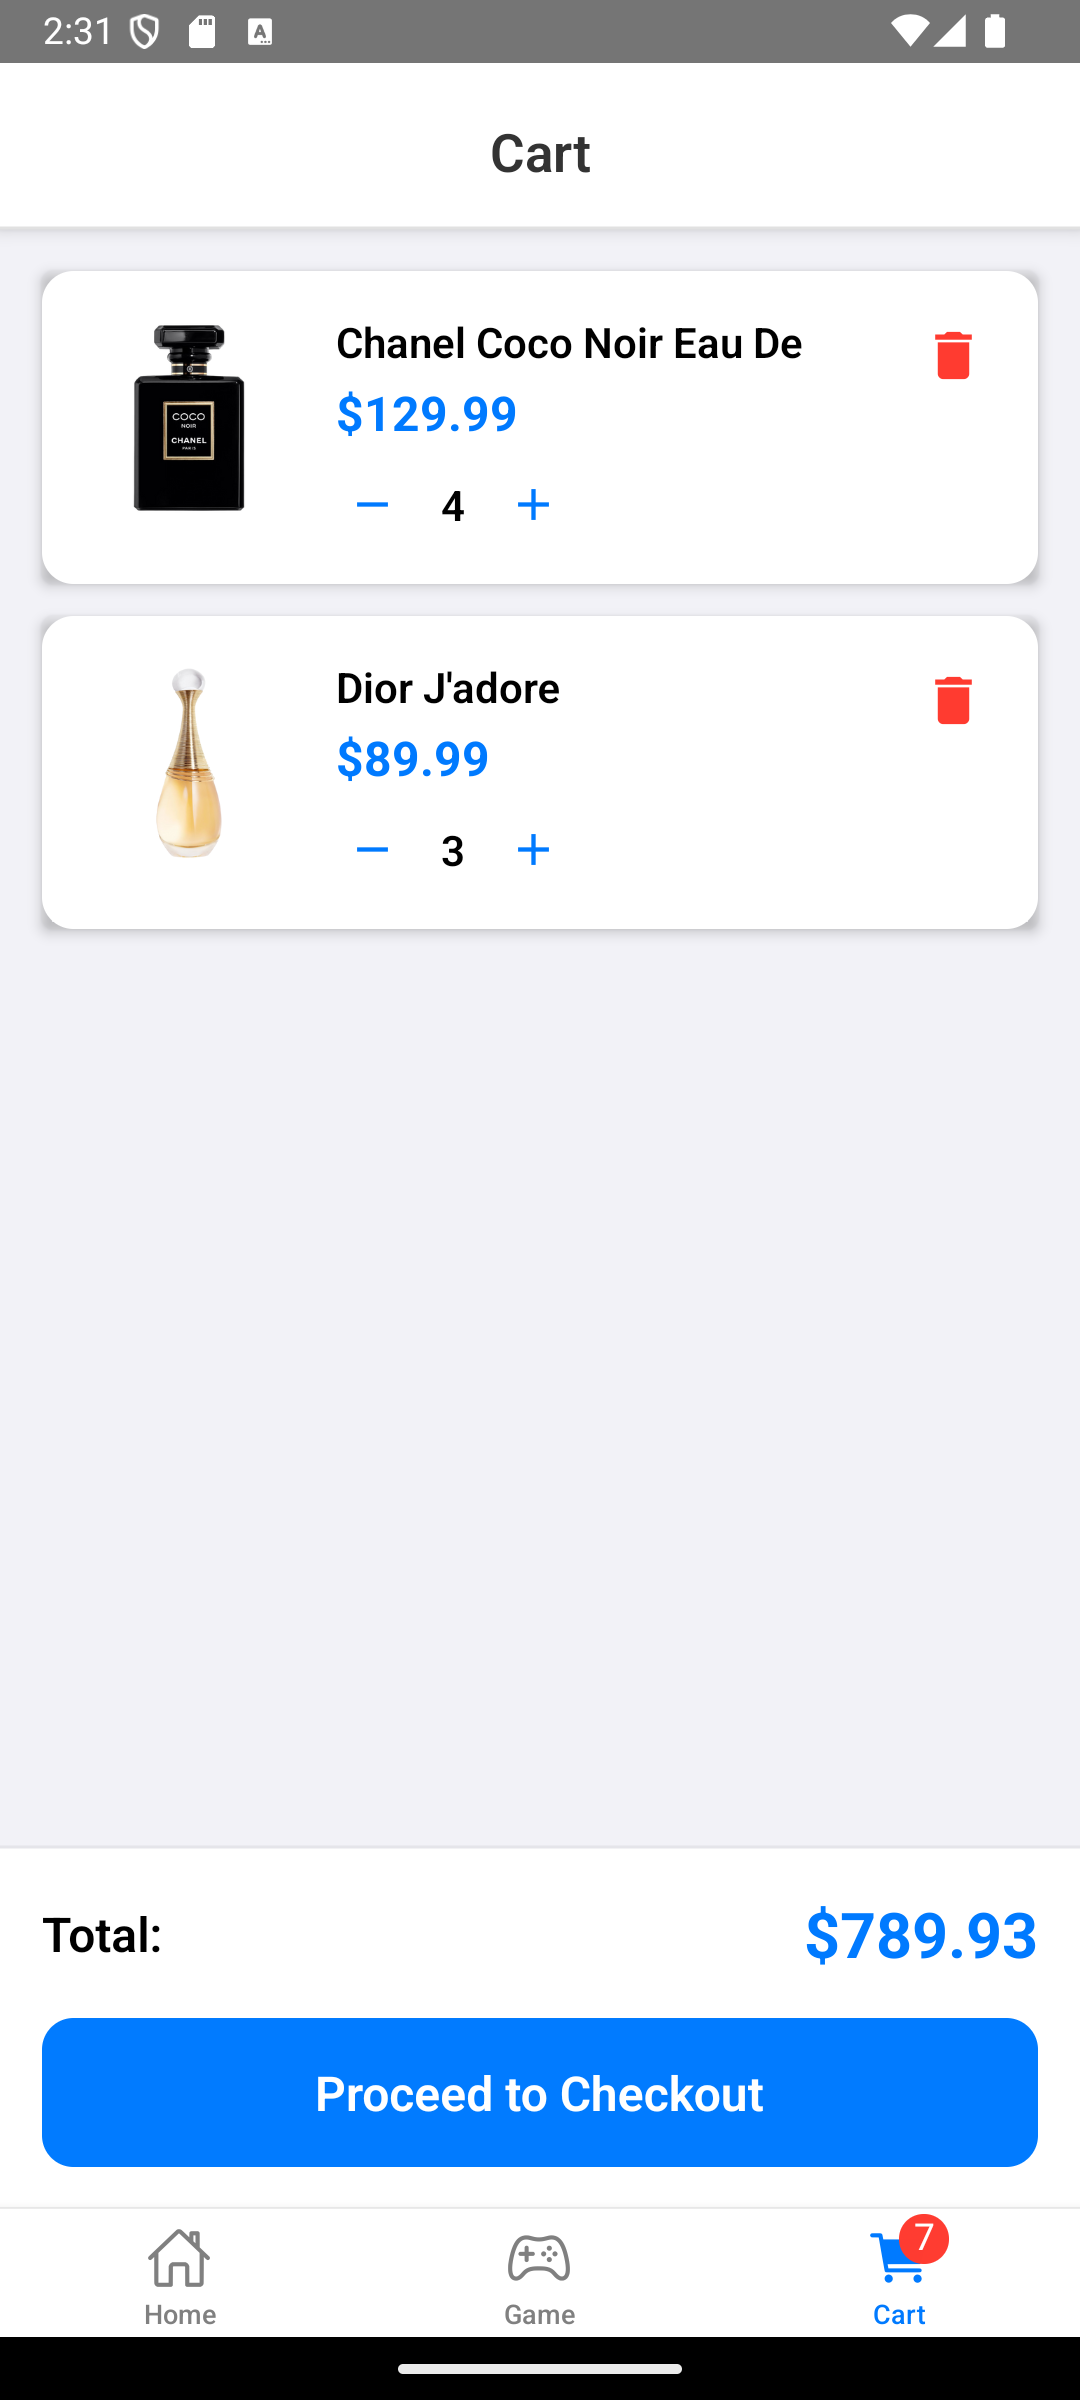 2:31
Cart
COCO
NOIR
CHANEL
PARIS
Chanel Coco Noir Eau De
$129.99
4
Dior J'adore
$89.99
3
Total:
$789.93
Proceed to Checkout
7
Home
Game
Cart